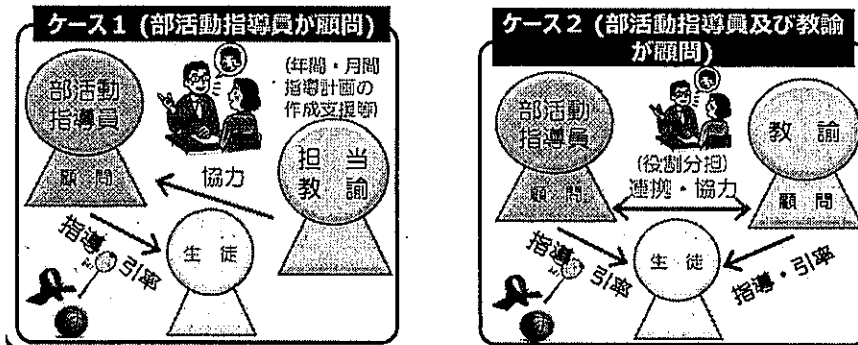 ケース1 (部活動指導員が顧問)
部活動
指導員
顧問
(年間・月間
指導計画の
作成支援等)
担当
教諭
協力
指導・引率
生徒
ケース2 (部活動指導員及び教諭
が顧問)
部活動
指導員
顧問
教諭
顧問
(役割分担)
連携・協力
指導・引率
生徒
指導・引率